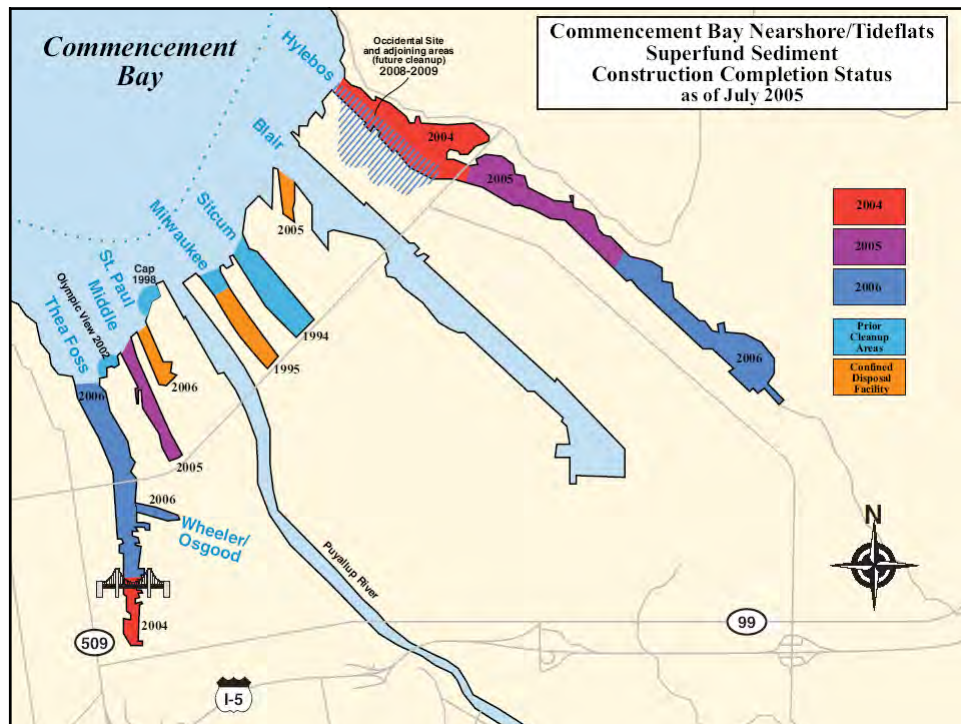 Commencement Bay Nearshore/Tideflats
Superfund Sediment
Construction Completion Status
as of July 2005
Commencement
Bay
Hylebos
Occidental Site
and adjoining areas
(future cleanup)
2008-2009
2004
2005
2006
Blair
2005
Sitcum
1994
Milwaukee
1995
Cap
1998
St. Paul
2006
Middle
2005
Olympic View 2002
Thea Foss
2006
2006
Wheeler/
Osgood
2004
Puyallup River
2004
2005
2006
Prior
Cleanup
Areas
Confined
Disposal
Facility
N
99
509
I-5